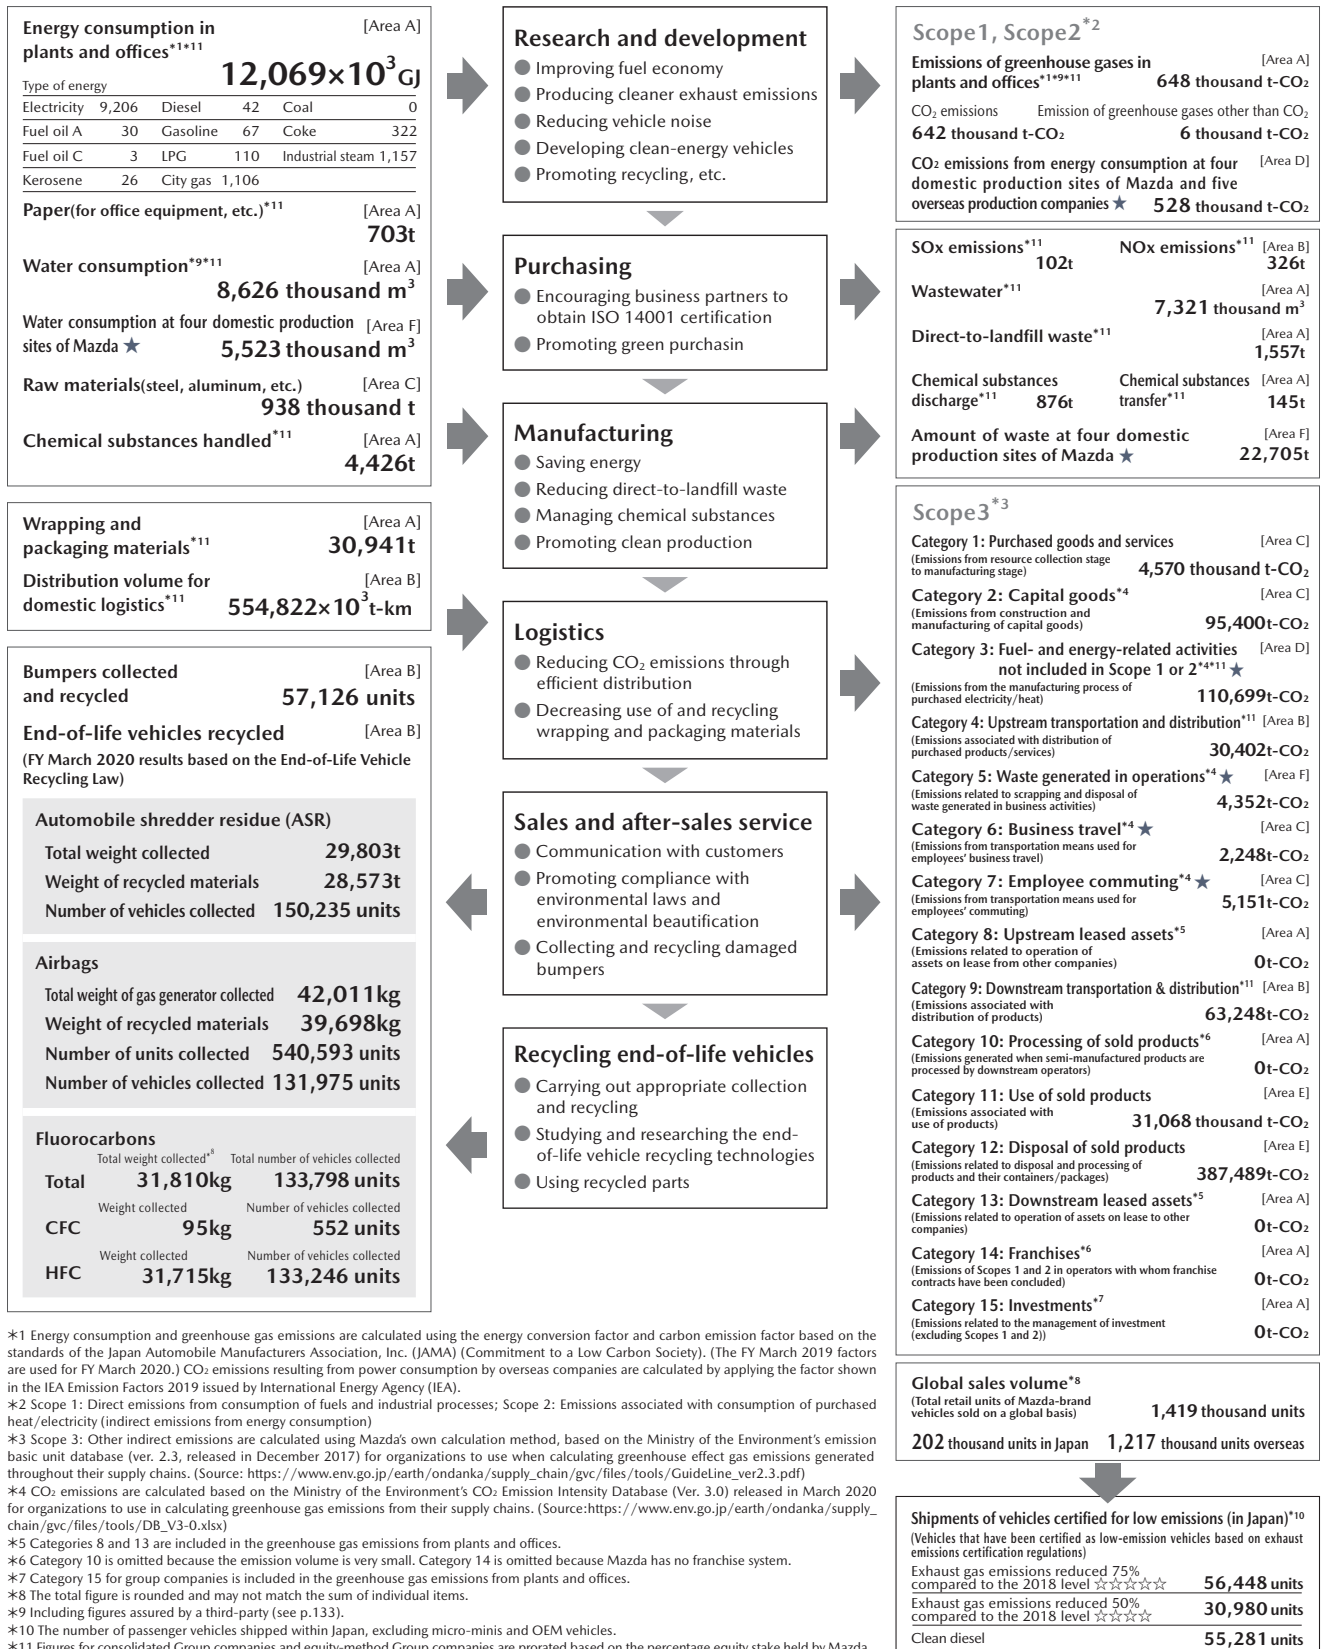 Energy consumption in [Area A]
plants and offices*1*11
12,069×10³GJ
Type of energy
Electricity 9,206 Diesel 42 Coal 0
Fuel oil A 30 Gasoline 67 Coke 322
Fuel oil C 3 LPG 110 Industrial steam 1,157
Kerosene 26 City gas 1,106
Paper(for office equipment, etc.)*11 [Area A]
703t
Water consumption*9*11 [Area A]
8,626 thousand m³
Water consumption at four domestic production [Area F]
sites of Mazda ★ 5,523 thousand m³
Raw materials(steel, aluminum, etc.) [Area C]
938 thousand t
Chemical substances handled*11 [Area A]
4,426t
Wrapping and [Area A]
packaging materials*11 30,941t
Distribution volume for [Area B]
domestic logistics*11 554,822×10³t-km
Bumpers collected [Area B]
and recycled 57,126 units
End-of-life vehicles recycled [Area B]
(FY March 2020 results based on the End-of-Life Vehicle
Recycling Law)
Automobile shredder residue (ASR)
Total weight collected 29,803t
Weight of recycled materials 28,573t
Number of vehicles collected 150,235 units
Airbags
Total weight of gas generator collected 42,011kg
Weight of recycled materials 39,698kg
Number of units collected 540,593 units
Number of vehicles collected 131,975 units
Fluorocarbons
Total weight collected*8 Total number of vehicles collected
Total 31,810kg 133,798 units
Weight collected Number of vehicles collected
CFC 95kg 552 units
Weight collected Number of vehicles collected
HFC 31,715kg 133,246 units
Research and development
● Improving fuel economy
● Producing cleaner exhaust emissions
● Reducing vehicle noise
● Developing clean-energy vehicles
● Promoting recycling, etc.
Purchasing
● Encouraging business partners to
obtain ISO 14001 certification
● Promoting green purchasin
Manufacturing
● Saving energy
● Reducing direct-to-landfill waste
● Managing chemical substances
● Promoting clean production
Logistics
● Reducing CO₂ emissions through
efficient distribution
● Decreasing use of and recycling
wrapping and packaging materials
Sales and after-sales service
● Communication with customers
● Promoting compliance with
environmental laws and
environmental beautification
● Collecting and recycling damaged
bumpers
Recycling end-of-life vehicles
● Carrying out appropriate collection
and recycling
● Studying and researching the end-
of-life vehicle recycling technologies
● Using recycled parts
Scope1, Scope2*2
Emissions of greenhouse gases in [Area A]
plants and offices*1*9*11 648 thousand t-CO₂
CO₂ emissions Emission of greenhouse gases other than CO₂
642 thousand t-CO₂ 6 thousand t-CO₂
CO₂ emissions from energy consumption at four [Area D]
domestic production sites of Mazda and five
overseas production companies ★ 528 thousand t-CO₂
SOx emissions*11 NOx emissions*11 [Area B]
102t 326t
Wastewater*11 [Area A]
7,321 thousand m³
Direct-to-landfill waste*11 [Area A]
1,557t
Chemical substances Chemical substances [Area A]
discharge*11 876t transfer*11 145t
Amount of waste at four domestic [Area F]
production sites of Mazda ★ 22,705t
Scope3*3
Category 1: Purchased goods and services [Area C]
(Emissions from resource collection stage
to manufacturing stage) 4,570 thousand t-CO₂
Category 2: Capital goods*4 [Area C]
(Emissions from construction and
manufacturing of capital goods) 95,400t-CO₂
Category 3: Fuel- and energy-related activities [Area D]
not included in Scope 1 or 2*4*11 ★
(Emissions from the manufacturing process of
purchased electricity/heat) 110,699t-CO₂
Category 4: Upstream transportation and distribution*11 [Area B]
(Emissions associated with distribution of
purchased products/services) 30,402t-CO₂
Category 5: Waste generated in operations*4 ★ [Area F]
(Emissions related to scrapping and disposal of
waste generated in business activities) 4,352t-CO₂
Category 6: Business travel*4 ★ [Area C]
(Emissions from transportation means used for
employees' business travel) 2,248t-CO₂
Category 7: Employee commuting*4 ★ [Area C]
(Emissions from transportation means used for
employees' commuting) 5,151t-CO₂
Category 8: Upstream leased assets*5 [Area A]
(Emissions related to operation of
assets on lease from other companies) 0t-CO₂
Category 9: Downstream transportation & distribution*11 [Area B]
(Emissions associated with
distribution of products) 63,248t-CO₂
Category 10: Processing of sold products*6 [Area A]
(Emissions generated when semi-manufactured products are
processed by downstream operators) 0t-CO₂
Category 11: Use of sold products [Area E]
(Emissions associated with
use of products) 31,068 thousand t-CO₂
Category 12: Disposal of sold products [Area E]
(Emissions related to disposal and processing of
products and their containers/packages) 387,489t-CO₂
Category 13: Downstream leased assets*5 [Area A]
(Emissions related to operation of assets on lease to other
companies) 0t-CO₂
Category 14: Franchises*6 [Area A]
(Emissions of Scopes 1 and 2 in operators with whom franchise
contracts have been concluded) 0t-CO₂
Category 15: Investments*7 [Area A]
(Emissions related to the management of investment
(excluding Scopes 1 and 2)) 0t-CO₂
Global sales volume*8
(Total retail units of Mazda-brand
vehicles sold on a global basis) 1,419 thousand units
202 thousand units in Japan 1,217 thousand units overseas
Shipments of vehicles certified for low emissions (in Japan)*10
(Vehicles that have been certified as low-emission vehicles based on exhaust
emissions certification regulations)
Exhaust gas emissions reduced 75%
compared to the 2018 level ☆☆☆☆☆ 56,448 units
Exhaust gas emissions reduced 50%
compared to the 2018 level ☆☆☆☆ 30,980 units
Clean diesel 55,281 units
*1 Energy consumption and greenhouse gas emissions are calculated using the energy conversion factor and carbon emission factor based on the
standards of the Japan Automobile Manufacturers Association, Inc. (JAMA) (Commitment to a Low Carbon Society). (The FY March 2019 factors
are used for FY March 2020.) CO₂ emissions resulting from power consumption by overseas companies are calculated by applying the factor shown
in the IEA Emission Factors 2019 issued by International Energy Agency (IEA).
*2 Scope 1: Direct emissions from consumption of fuels and industrial processes; Scope 2: Emissions associated with consumption of purchased
heat/electricity (indirect emissions from energy consumption)
*3 Scope 3: Other indirect emissions are calculated using Mazda's own calculation method, based on the Ministry of the Environment's emission
basic unit database (ver. 2.3, released in December 2017) for organizations to use when calculating greenhouse effect gas emissions generated
throughout their supply chains. (Source: https://www.env.go.jp/earth/ondanka/supply_chain/gvc/files/tools/GuideLine_ver2.3.pdf)
*4 CO₂ emissions are calculated based on the Ministry of the Environment's CO₂ Emission Intensity Database (Ver. 3.0) released in March 2020
for organizations to use in calculating greenhouse gas emissions from their supply chains. (Source:https://www.env.go.jp/earth/ondanka/supply_
chain/gvc/files/tools/DB_V3-0.xlsx)
*5 Categories 8 and 13 are included in the greenhouse gas emissions from plants and offices.
*6 Category 10 is omitted because the emission volume is very small. Category 14 is omitted because Mazda has no franchise system.
*7 Category 15 for group companies is included in the greenhouse gas emissions from plants and offices.
*8 The total figure is rounded and may not match the sum of individual items.
*9 Including figures assured by a third-party (see p.133).
*10 The number of passenger vehicles shipped within Japan, excluding micro-minis and OEM vehicles.
*11 Figures for consolidated Group companies and equity-method Group companies are prorated based on the percentage equity stake held by Mazda.